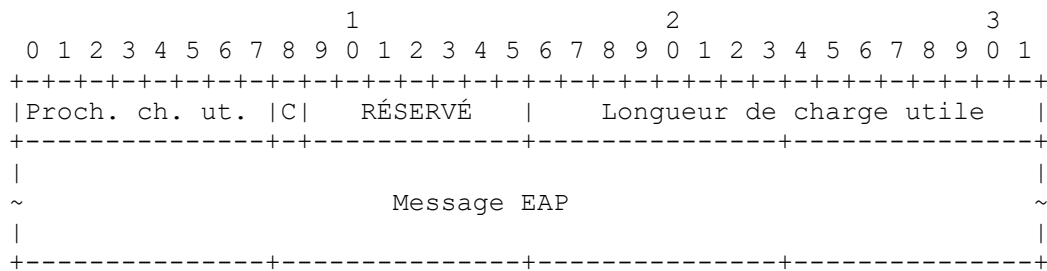 1                   2                   3
 0 1 2 3 4 5 6 7 8 9 0 1 2 3 4 5 6 7 8 9 0 1 2 3 4 5 6 7 8 9 0 1
+-+-+-+-+-+-+-+-+-+-+-+-+-+-+-+-+-+-+-+-+-+-+-+-+-+-+-+-+-+-+-+-+
|Proch. ch. ut. |C|   RÉSERVÉ   |    Longueur de charge utile   |
+---------------+-+-------------+---------------+---------------+
|                                                               |
~                       Message EAP                             ~
|                                                               |
+---------------+---------------+---------------+---------------+